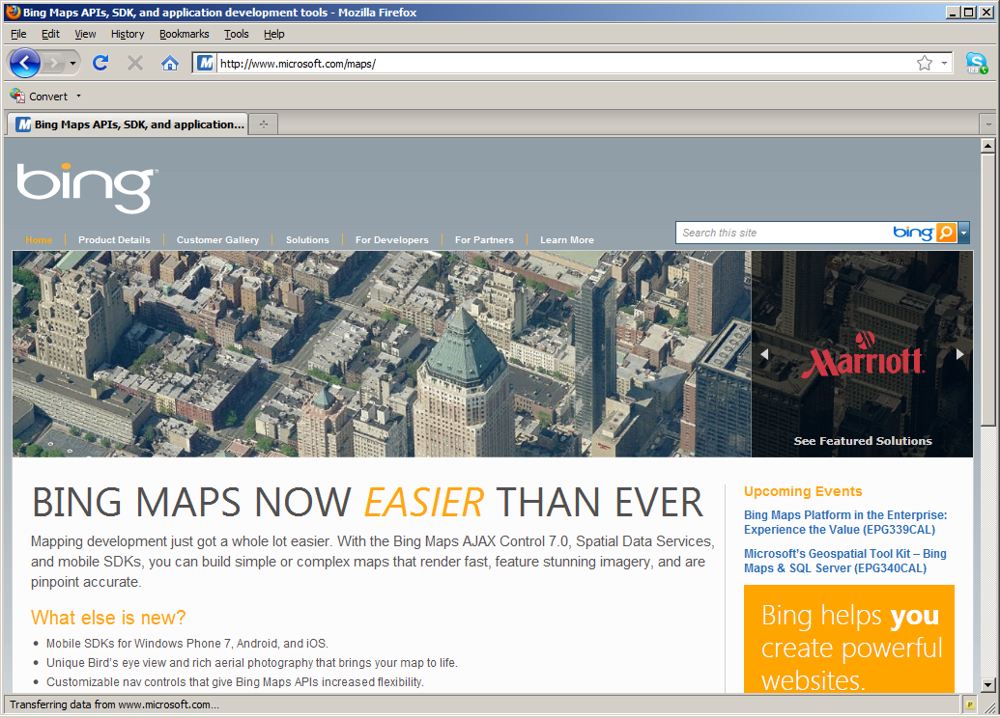 Bing Maps APIs, SDK, and application development tools - Mozilla Firefox
File Edit View History Bookmarks Tools Help
M http://www.microsoft.com/maps/
S 123
Convert
M Bing Maps APIs, SDK, and application...
bing™
Home Product Details Customer Gallery Solutions For Developers For Partners Learn More
Search this site bing
Marriott.
See Featured Solutions
BING MAPS NOW EASIER THAN EVER
Mapping development just got a whole lot easier. With the Bing Maps AJAX Control 7.0, Spatial Data Services,
and mobile SDKs, you can build simple or complex maps that render fast, feature stunning imagery, and are
pinpoint accurate.
What else is new?
• Mobile SDKs for Windows Phone 7, Android, and iOS.
• Unique Bird's eye view and rich aerial photography that brings your map to life.
• Customizable nav controls that give Bing Maps APIs increased flexibility.
Upcoming Events
Bing Maps Platform in the Enterprise:
Experience the Value (EPG339CAL)
Microsoft's Geospatial Tool Kit – Bing
Maps & SQL Server (EPG340CAL)
Bing helps you
create powerful
websites.
Transferring data from www.microsoft.com...
P